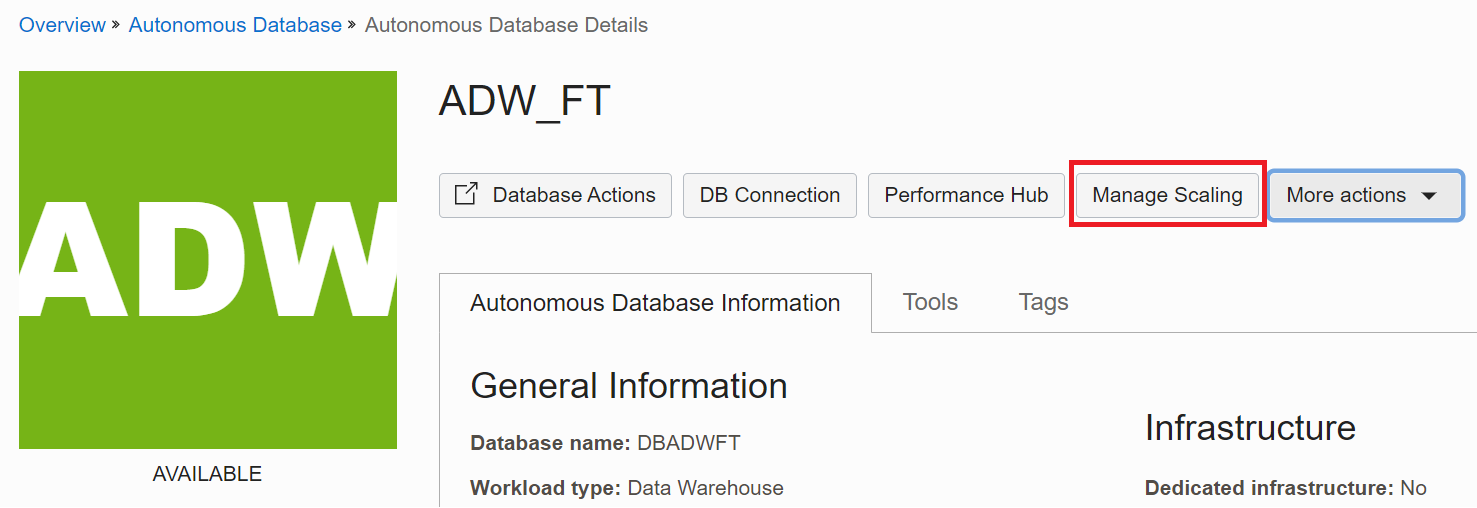 Overview » Autonomous Database » Autonomous Database Details
ADW
AVAILABLE
ADW_FT
Database Actions DB Connection Performance Hub Manage Scaling More actions
Autonomous Database Information Tools Tags
General Information
Database name: DBADWFT
Workload type: Data Warehouse
Infrastructure
Dedicated infrastructure: No